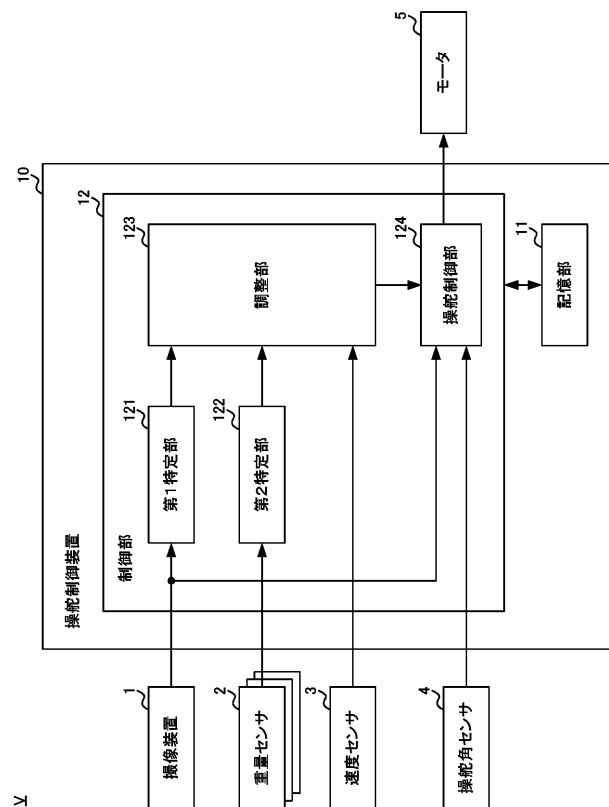 V
操舵制御装置
10
制御部
12
1
撮像装置
2
重量センサ
3
速度センサ
4
操舵角センサ
121
第1特定部
122
第2特定部
123
調整部
124
操舵制御部
11
記憶部
5
モータ